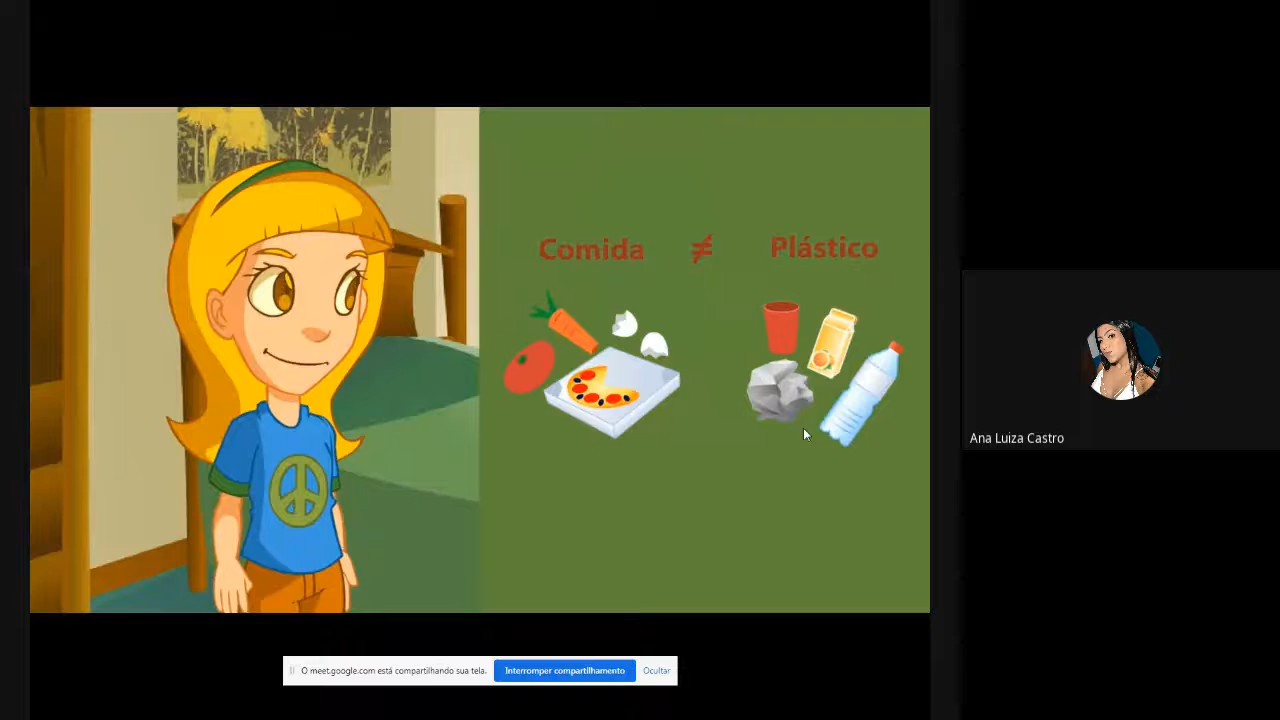 Comida ≠ Plástico
Ana Luiza Castro
O meet.google.com está compartilhando sua tela. Interromper compartilhamento Ocultar